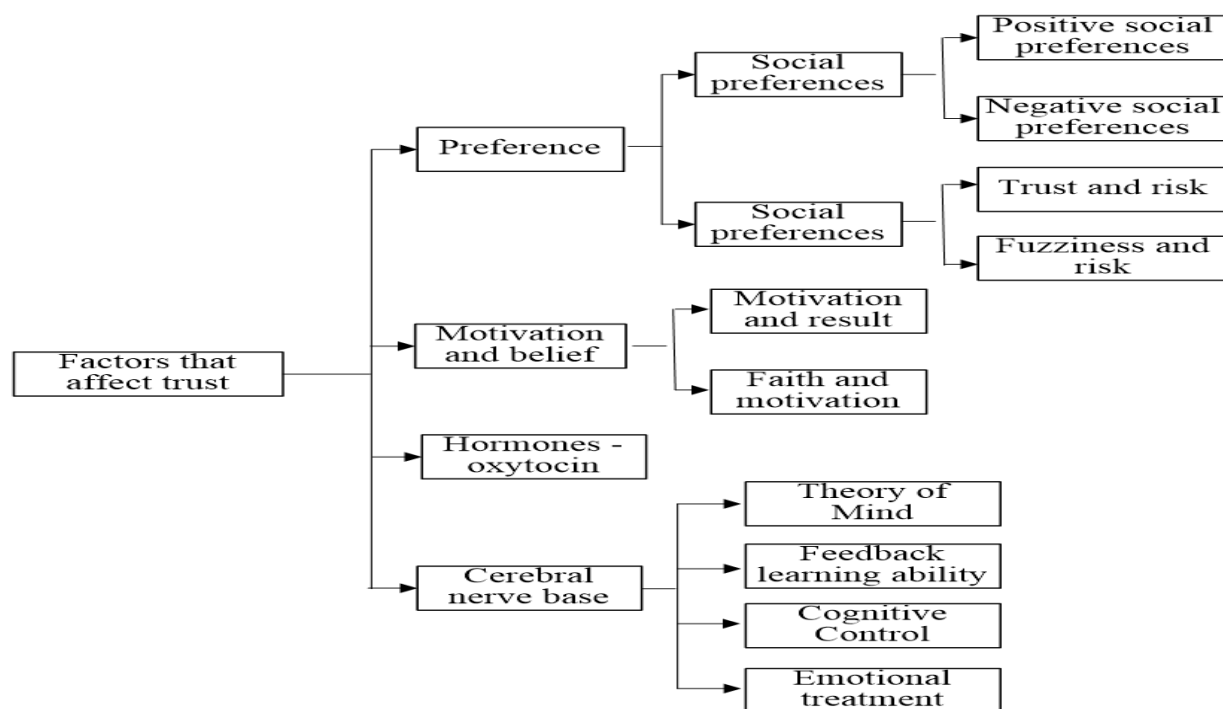 Positive social
preferences
Social
preferences
Negative social
preferences
Preference
Trust and risk
Social
preferences
Fuzziness and
risk
Motivation
and result
Motivation
and belief
Factors that
affect trust
Faith and
motivation
Hormones -
oxytocin
Theory of
Mind
Feedback
learning ability
Cerebral
nerve base
Cognitive
Control
Emotional
treatment